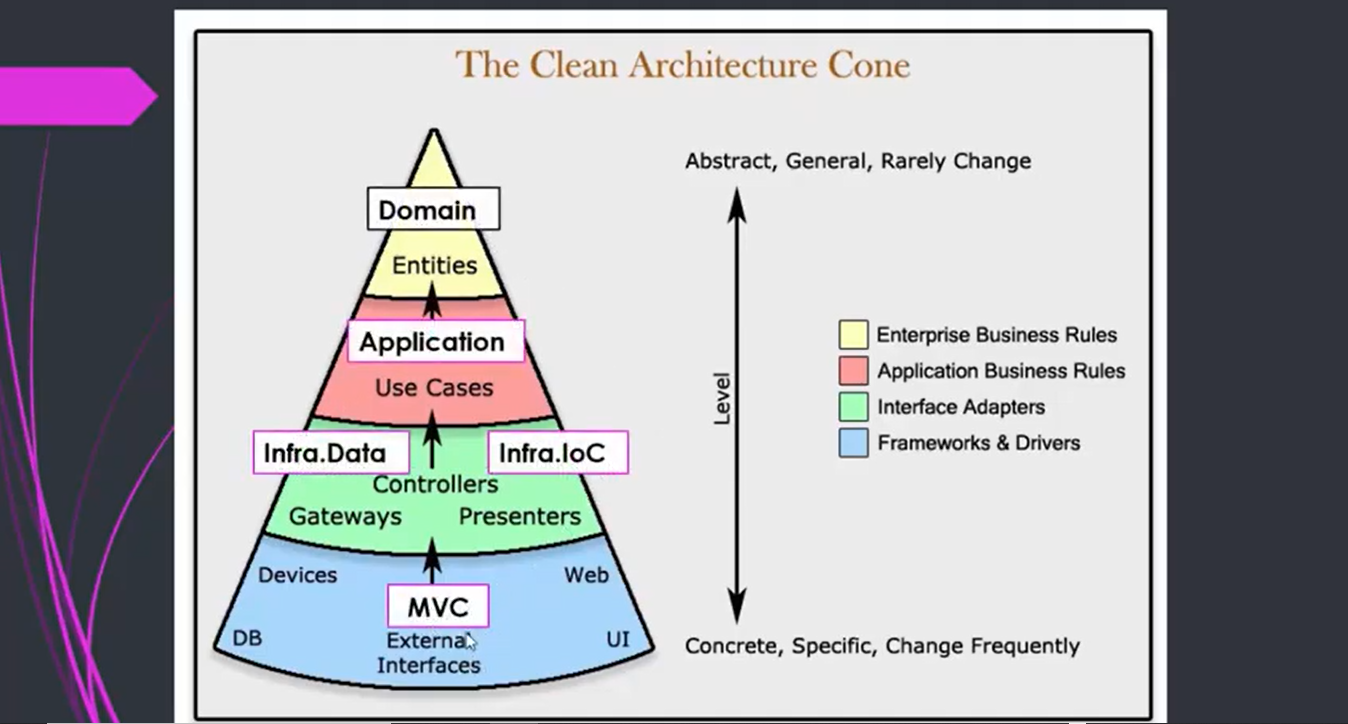 The Clean Architecture Cone
Abstract, General, Rarely Change
Domain
Entities
Application
Use Cases
Infra.Data
Infra.IoC
Controllers
Gateways
Presenters
Devices
Web
MVC
DB
External
Interfaces
UI
Level
Enterprise Business Rules
Application Business Rules
Interface Adapters
Frameworks & Drivers
Concrete, Specific, Change Frequently